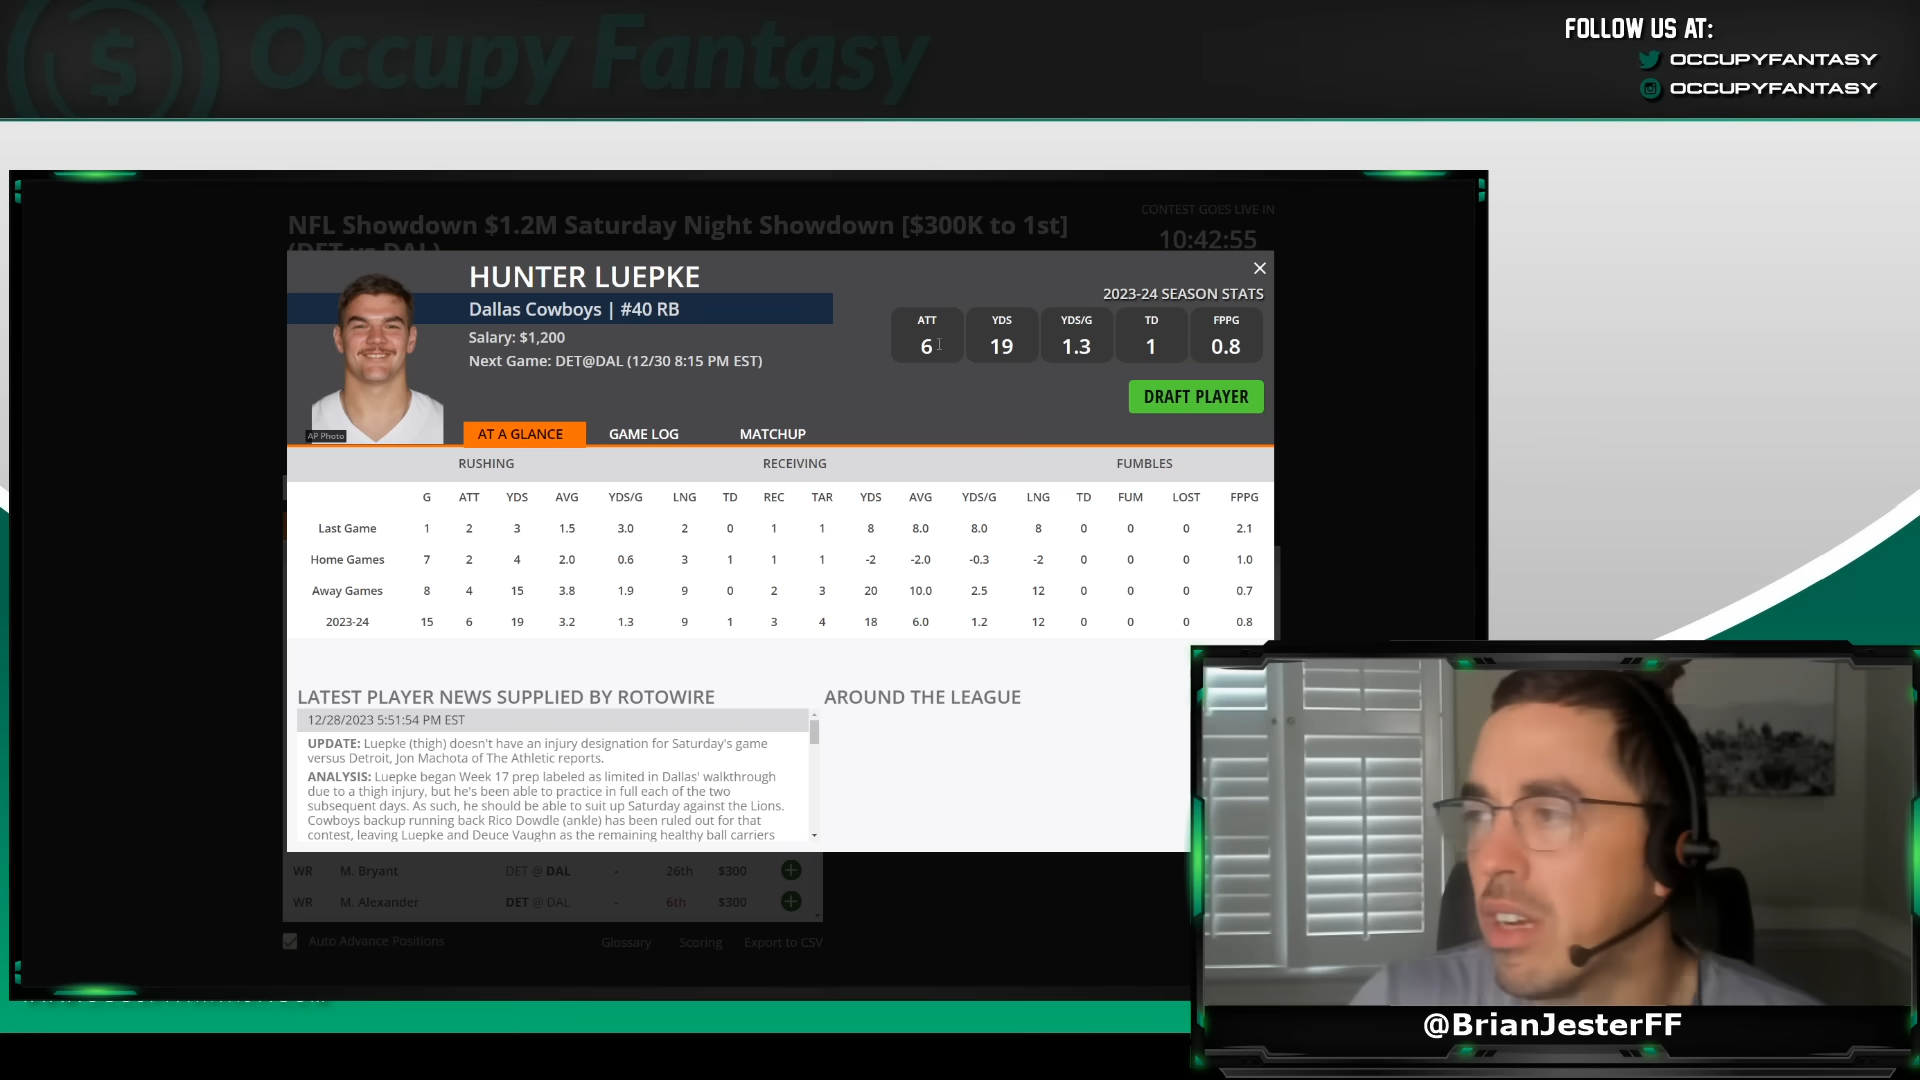 Occupy Fantasy
FOLLOW US AT:
OCCUPYFANTASY
OCCUPYFANTASY
NFL Showdown $1.2M Saturday Night Showdown [$300K to 1st]
(DET vs DAL)
CONTEST GOES LIVE IN
10:42:55
HUNTER LUEPKE
Dallas Cowboys | #40 RB
Salary: $1,200
Next Game: DET@DAL (12/30 8:15 PM EST)
2023-24 SEASON STATS
ATT YDS YDS/G TD FPPG
6 19 1.3 1 0.8
DRAFT PLAYER
AP Photo
AT A GLANCE GAME LOG MATCHUP
RUSHING RECEIVING FUMBLES
G ATT YDS AVG YDS/G LNG TD REC TAR YDS AVG YDS/G LNG TD FUM LOST FPPG
Last Game 1 2 3 1.5 3.0 2 0 1 1 8 8.0 8.0 8 0 0 0 2.1
Home Games 7 2 4 2.0 0.6 3 1 1 1 -2 -2.0 -0.3 -2 0 0 0 1.0
Away Games 8 4 15 3.8 1.9 9 0 2 3 20 10.0 2.5 12 0 0 0 0.7
2023-24 15 6 19 3.2 1.3 9 1 3 4 18 6.0 1.2 12 0 0 0 0.8
LATEST PLAYER NEWS SUPPLIED BY ROTOWIRE
AROUND THE LEAGUE
12/28/2023 5:51:54 PM EST
UPDATE: Luepke (thigh) doesn't have an injury designation for Saturday's game
versus Detroit, Jon Machota of The Athletic reports.
ANALYSIS: Luepke began Week 17 prep labeled as limited in Dallas' walkthrough
due to a thigh injury, but he's been able to practice in full each of the two
subsequent days. As such, he should be able to suit up Saturday against the Lions.
Cowboys backup running back Rico Dowdle (ankle) has been ruled out for that
contest, leaving Luepke and Deuce Vaughn as the remaining healthy ball carriers
WR M. Bryant DET @ DAL - 26th $300
WR M. Alexander DET @ DAL - 6th $300
Auto Advance Positions
Glossary Scoring Export to CSV
@BrianJesterFF